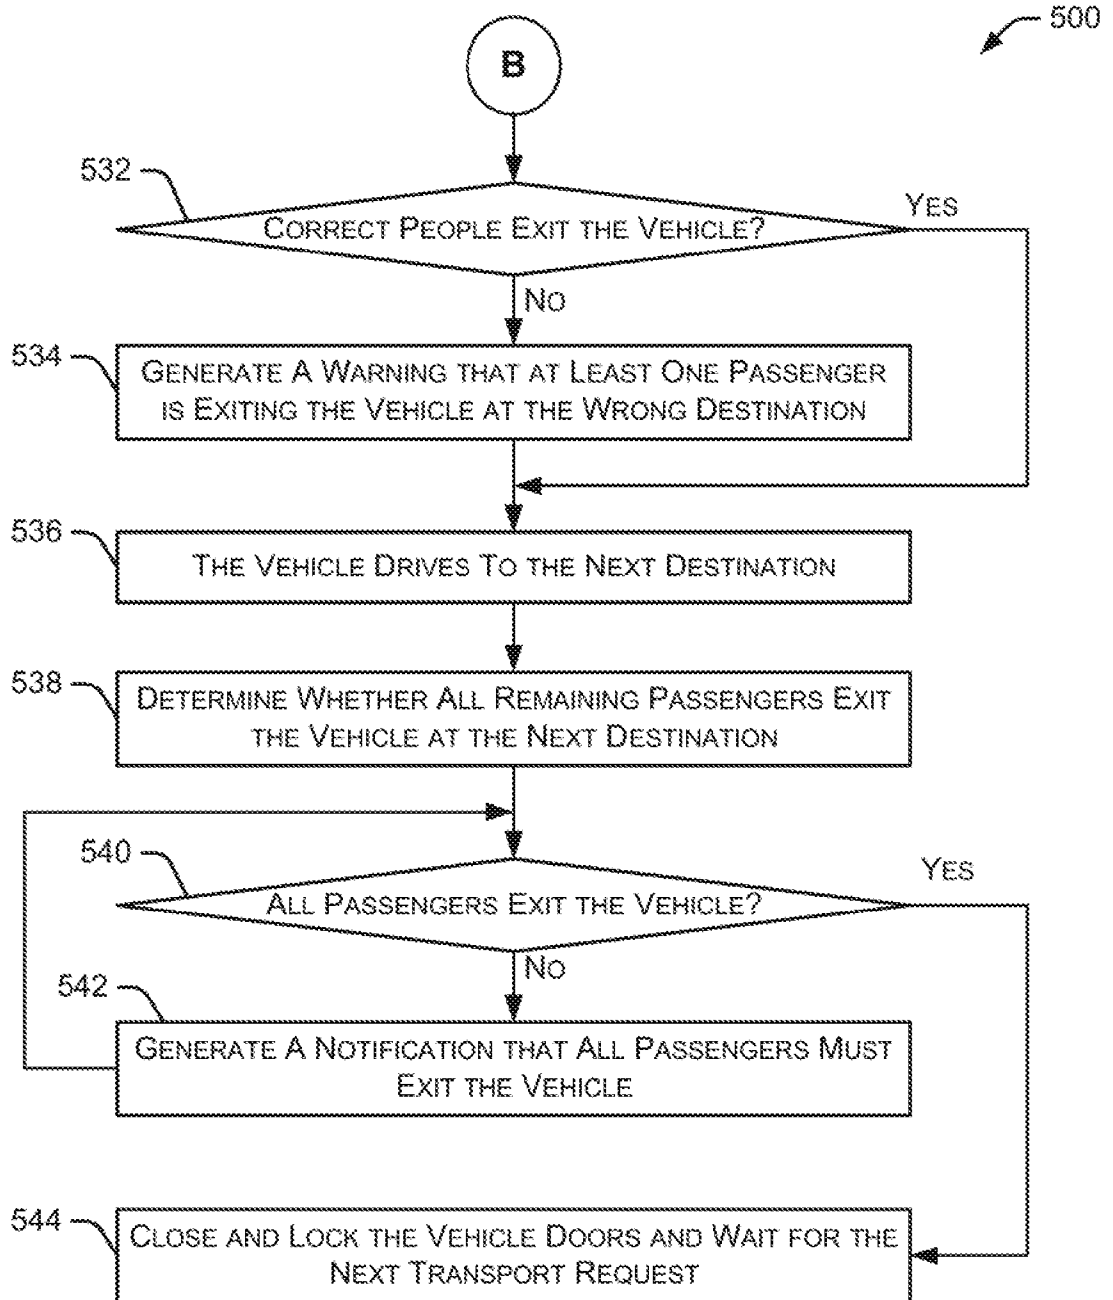 500
B
532
CORRECT PEOPLE EXIT THE VEHICLE?
YES
NO
534
GENERATE A WARNING THAT AT LEAST ONE PASSENGER
IS EXITING THE VEHICLE AT THE WRONG DESTINATION
536
THE VEHICLE DRIVES TO THE NEXT DESTINATION
538
DETERMINE WHETHER ALL REMAINING PASSENGERS EXIT
THE VEHICLE AT THE NEXT DESTINATION
540
ALL PASSENGERS EXIT THE VEHICLE?
YES
NO
542
GENERATE A NOTIFICATION THAT ALL PASSENGERS MUST
EXIT THE VEHICLE
544
CLOSE AND LOCK THE VEHICLE DOORS AND WAIT FOR THE
NEXT TRANSPORT REQUEST